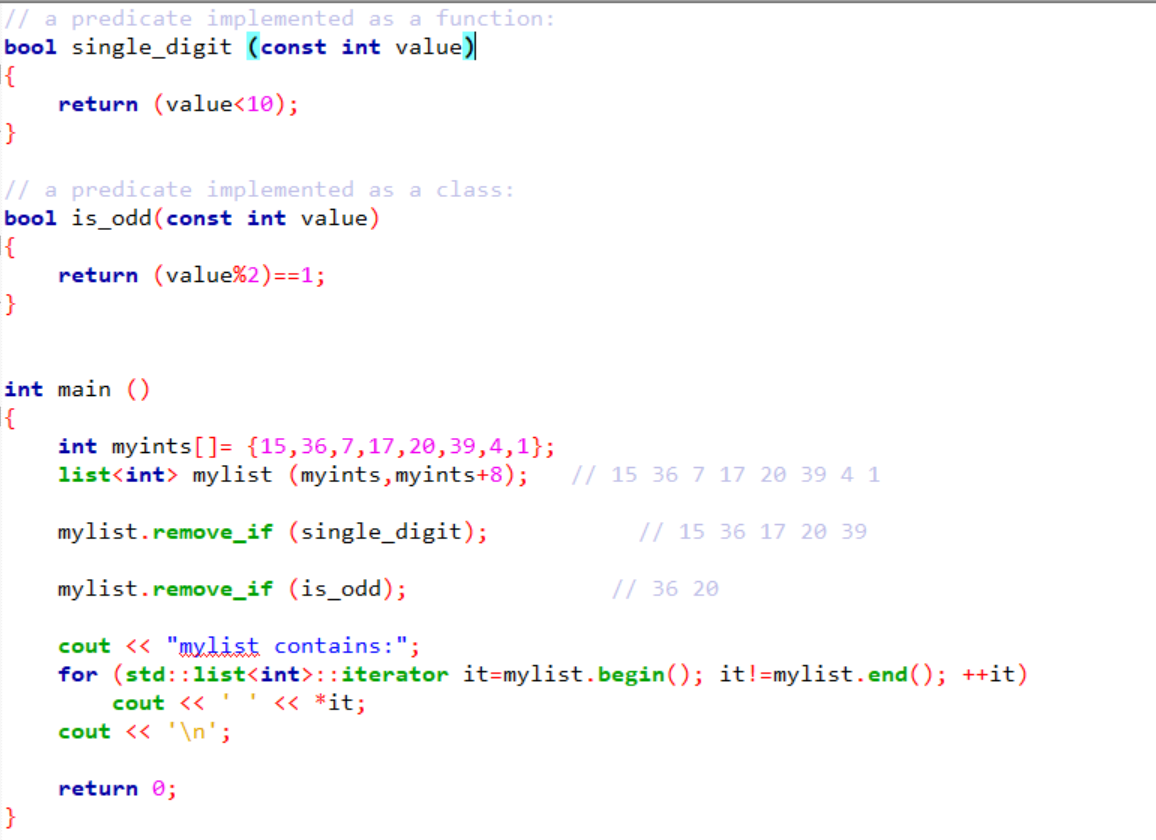 // a predicate implemented as a function:
bool single_digit (const int value)
{
    return (value<10);
}

// a predicate implemented as a class:
bool is_odd(const int value)
{
    return (value%2)==1;
}


int main ()
{
    int myints[]= {15,36,7,17,20,39,4,1};
    list<int> mylist (myints,myints+8);   // 15 36 7 17 20 39 4 1

    mylist.remove_if (single_digit);           // 15 36 17 20 39

    mylist.remove_if (is_odd);               // 36 20

    cout << "mylist contains:";
    for (std::list<int>::iterator it=mylist.begin(); it!=mylist.end(); ++it)
        cout << ' ' << *it;
    cout << '\n';

    return 0;
}